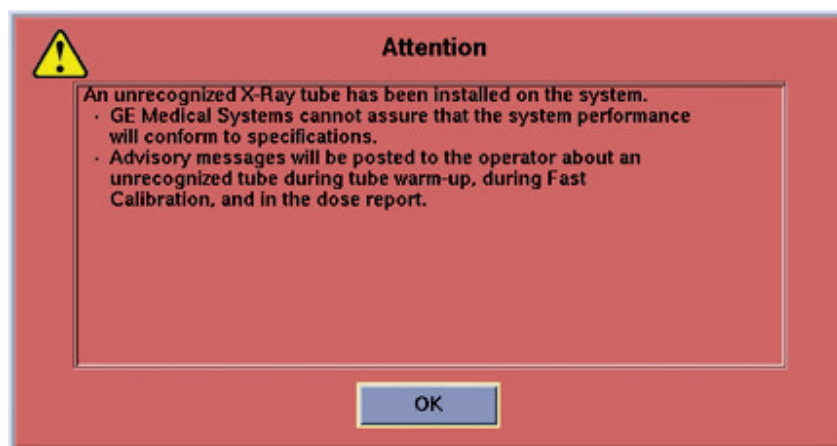 Attention
An unrecognized X-Ray tube has been installed on the system.
· GE Medical Systems cannot assure that the system performance
will conform to specifications.
· Advisory messages will be posted to the operator about an
unrecognized tube during tube warm-up, during Fast
Calibration, and in the dose report.
OK